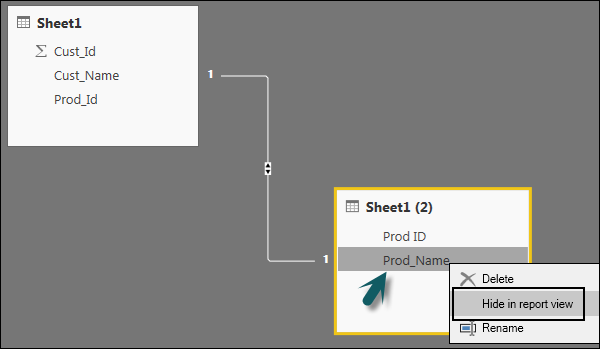 Sheet1
Σ Cust_Id
Cust_Name
Prod_Id
1
1
Sheet1 (2)
Prod ID
Prod_Name
Delete
Hide in report view
Rename